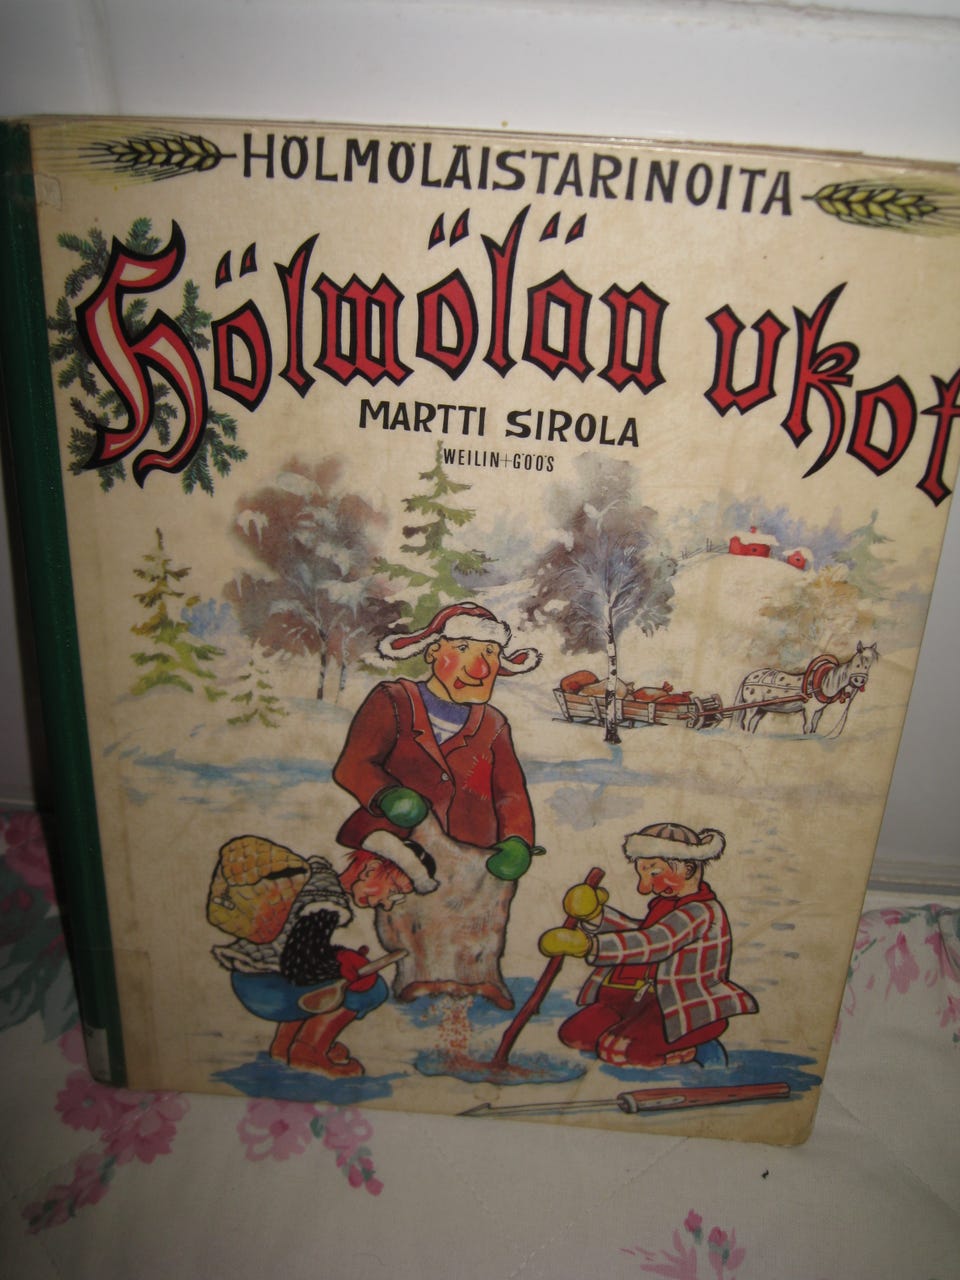 HÖLMÖLÄISTARINOITA
Hölmölän ukot
MARTTI SIROLA
WEILIN+GÖÖS